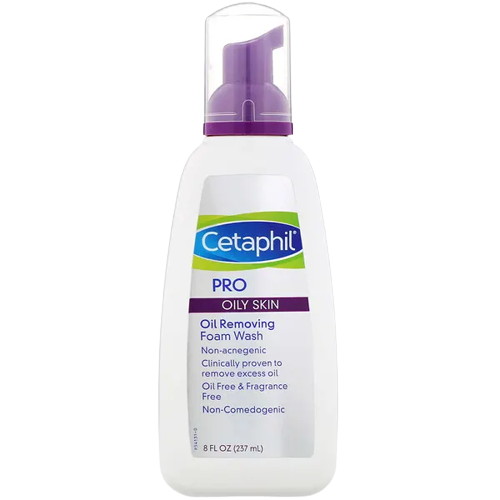 Cetaphil®
PRO
OILY SKIN
Oil Removing
Foam Wash
Non-acnegenic
Clinically proven to
remove excess oil
Oil Free & Fragrance
Free
Non-Comedogenic
8 FL OZ (237 mL)